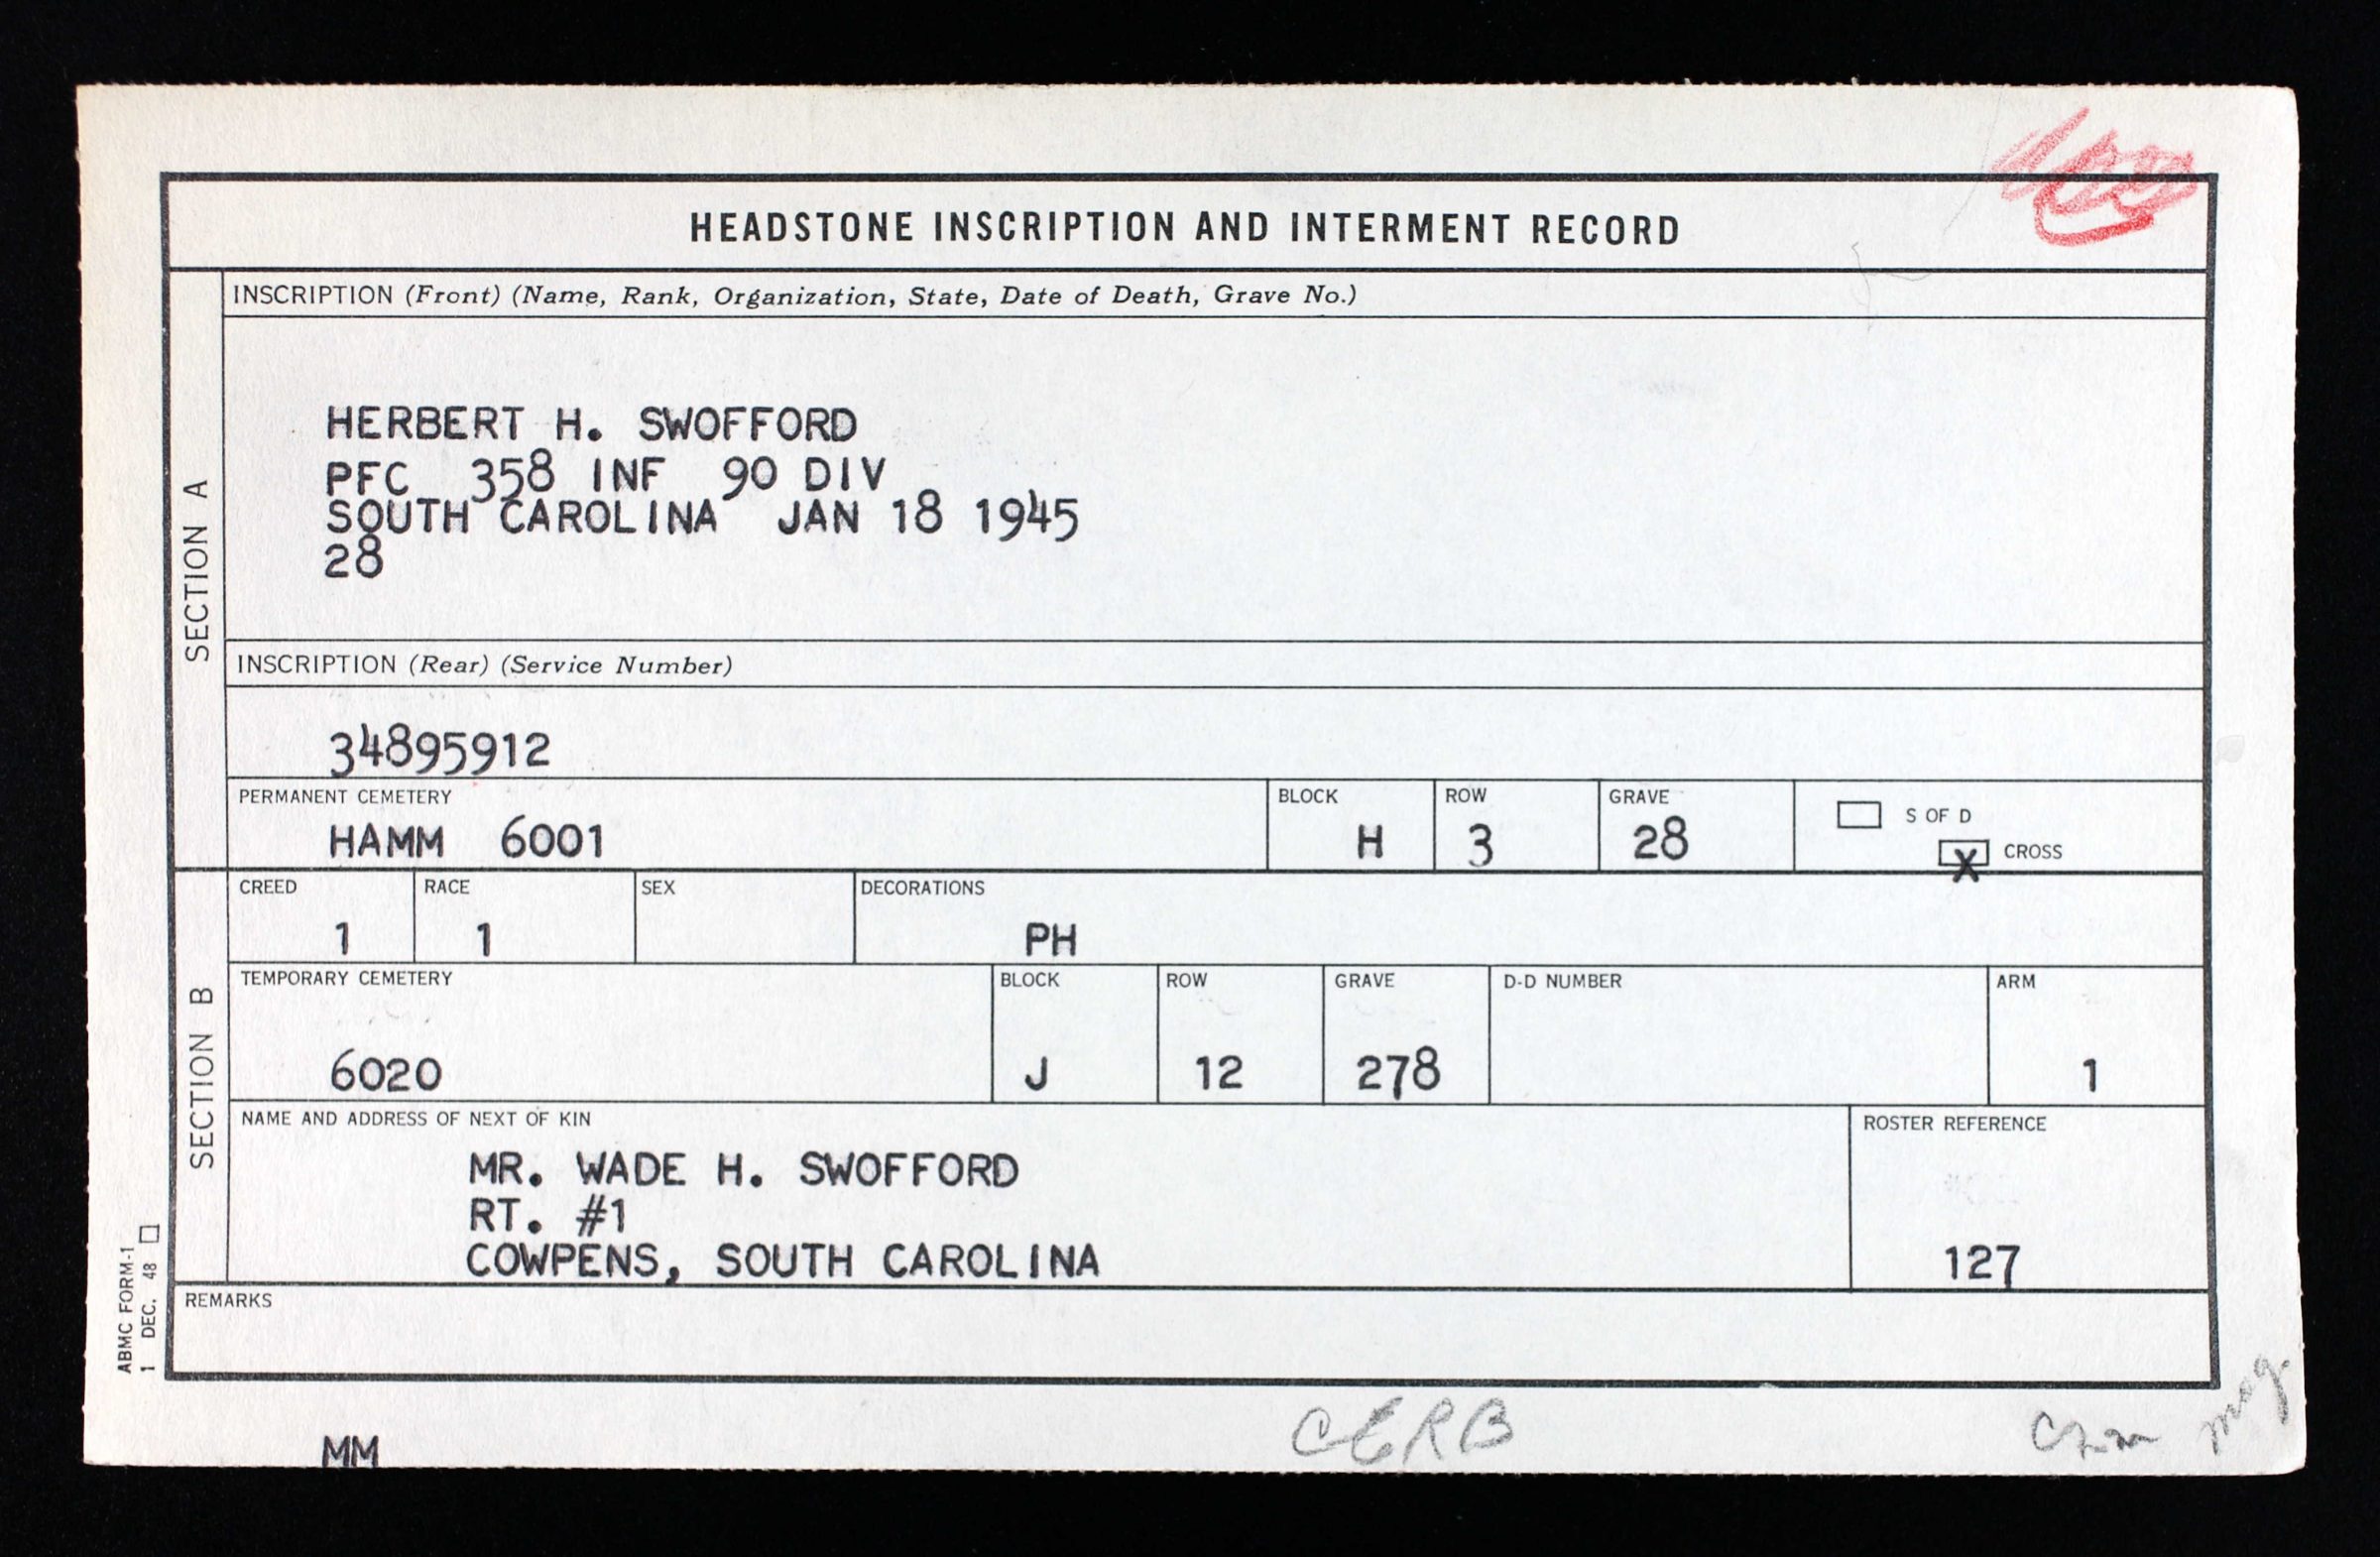 HEADSTONE INSCRIPTION AND INTERMENT RECORD
SECTION A
INSCRIPTION (Front) (Name, Rank, Organization, State, Date of Death, Grave No.)
HERBERT H. SWOFFORD
PFC 358 INF 90 DIV
SOUTH CAROLINA JAN 18 1945
28
INSCRIPTION (Rear) (Service Number)
34895912
PERMANENT CEMETERY BLOCK ROW GRAVE S OF D
HAMM 6001 H 3 28 X CROSS
SECTION B
CREED RACE SEX DECORATIONS
1 1 PH
TEMPORARY CEMETERY BLOCK ROW GRAVE D-D NUMBER ARM
6020 J 12 278 1
NAME AND ADDRESS OF NEXT OF KIN ROSTER REFERENCE
MR. WADE H. SWOFFORD
RT. #1
COWPENS, SOUTH CAROLINA 127
REMARKS
ABMC FORM-1
1 DEC. 48
MM CERB